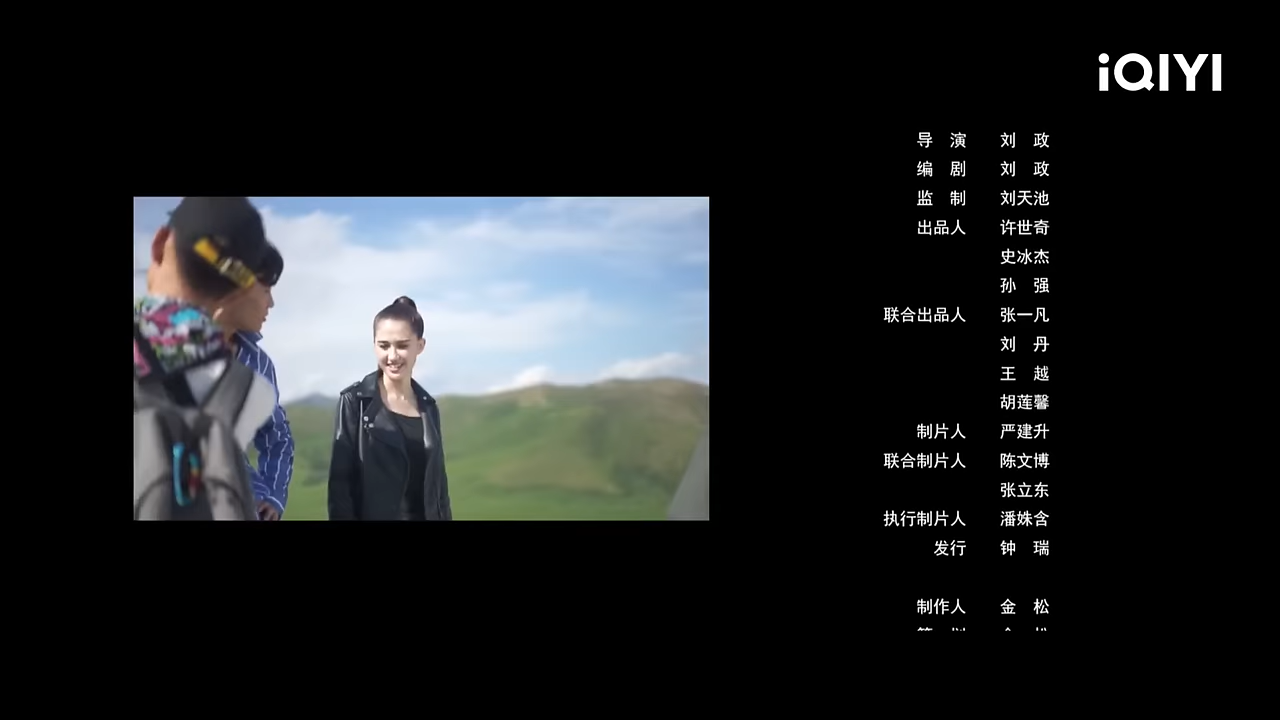 iQIYI
导 演 刘 政
编 剧 刘 政
监 制 刘天池
出品人 许世奇
史冰杰
孙 强
联合出品人 张一凡
刘 丹
王 越
胡莲馨
制片人 严建升
联合制片人 陈文博
张立东
执行制片人 潘姝含
发行 钟 瑞
制作人 金 松